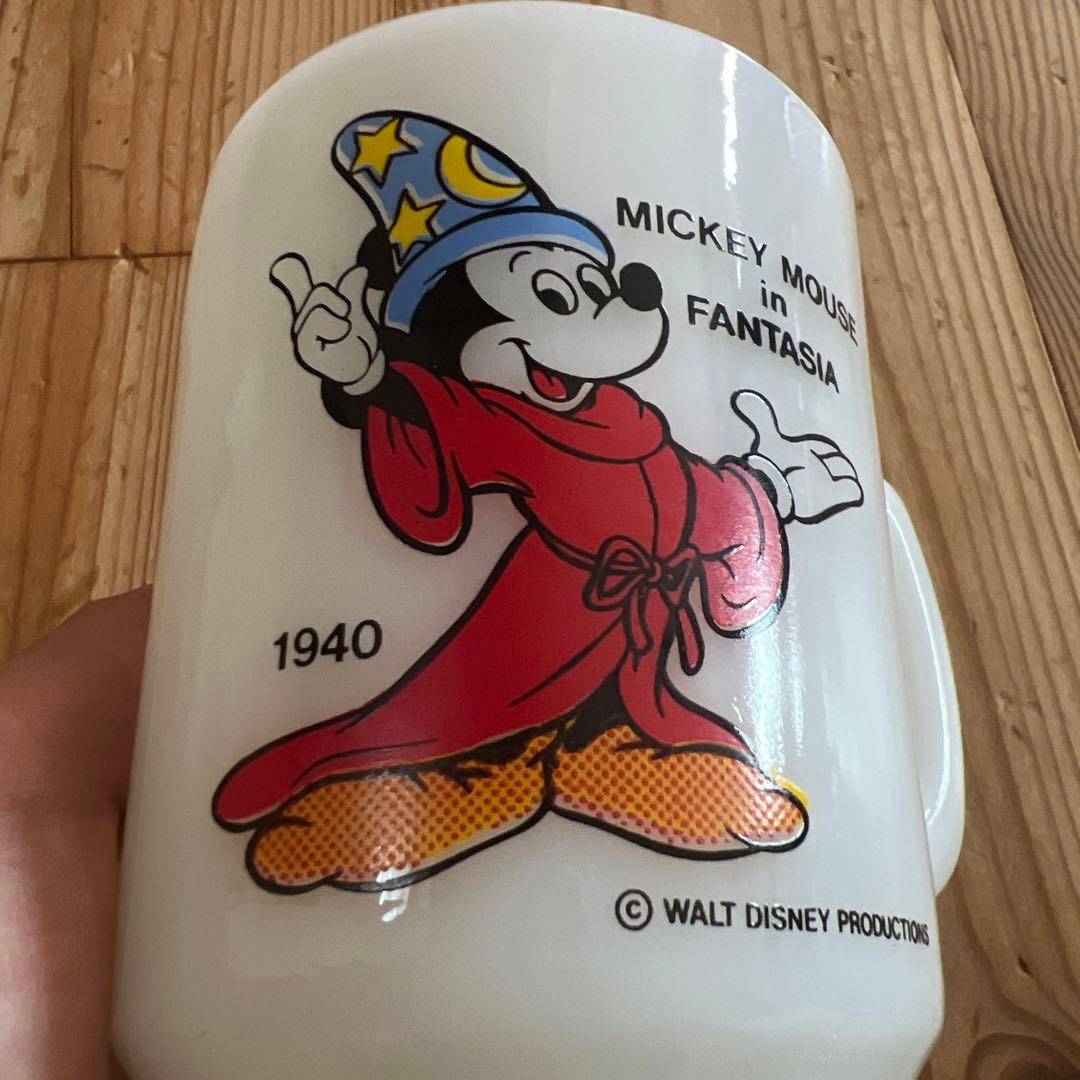 MICKEY MOUSE
in
FANTASIA
1940
© WALT DISNEY PRODUCTIONS